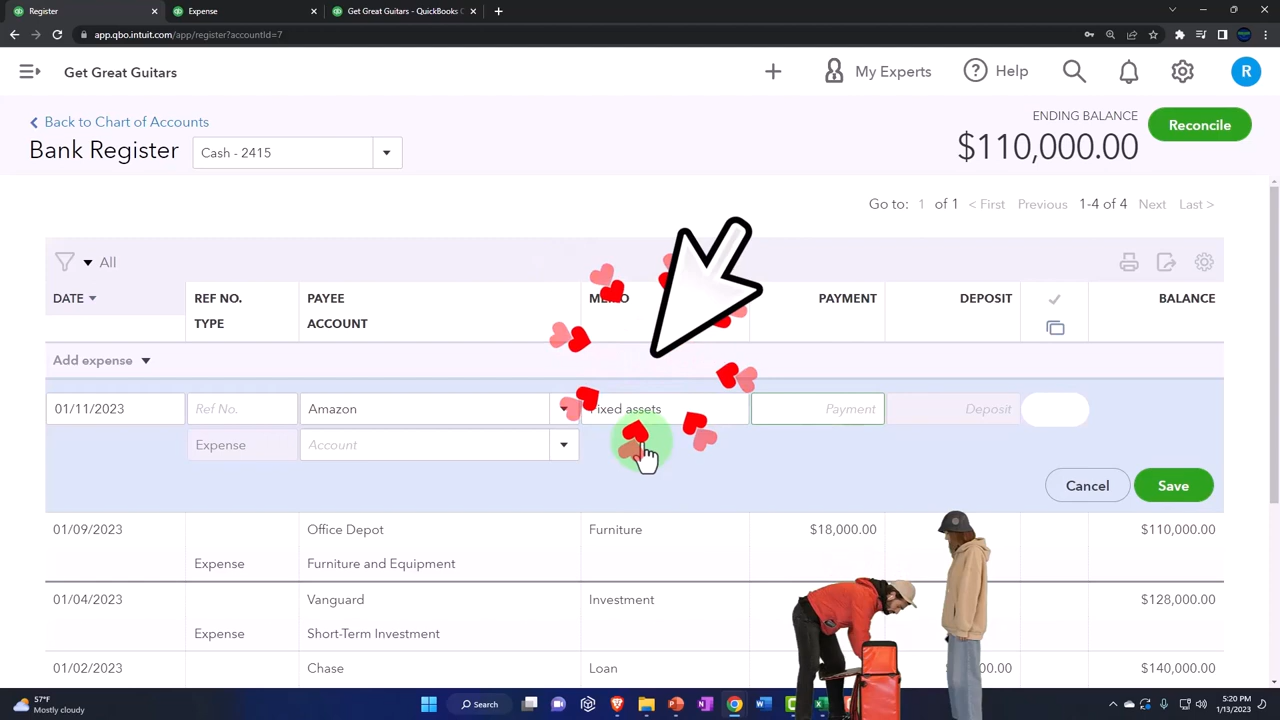 Register
Expense
Get Great Guitars - QuickBooks C
app.qbo.intuit.com/app/register?accountId=7
Get Great Guitars
My Experts
Help
R
Back to Chart of Accounts
Bank Register
Cash - 2415
ENDING BALANCE
$110,000.00
Reconcile
Go to: 1 of 1 < First Previous 1-4 of 4 Next Last >
All
DATE REF NO. PAYEE PAYMENT DEPOSIT BALANCE
TYPE ACCOUNT
Add expense
01/11/2023 Ref No. Amazon Fixed assets Payment Deposit
Expense Account
Cancel Save
01/09/2023 Office Depot Furniture $18,000.00 $110,000.00
Expense Furniture and Equipment
01/04/2023 Vanguard Investment $128,000.00
Expense Short-Term Investment
01/02/2023 Chase Loan $140,000.00
57°F
Mostly cloudy
Search
5:20 PM
1/13/2023